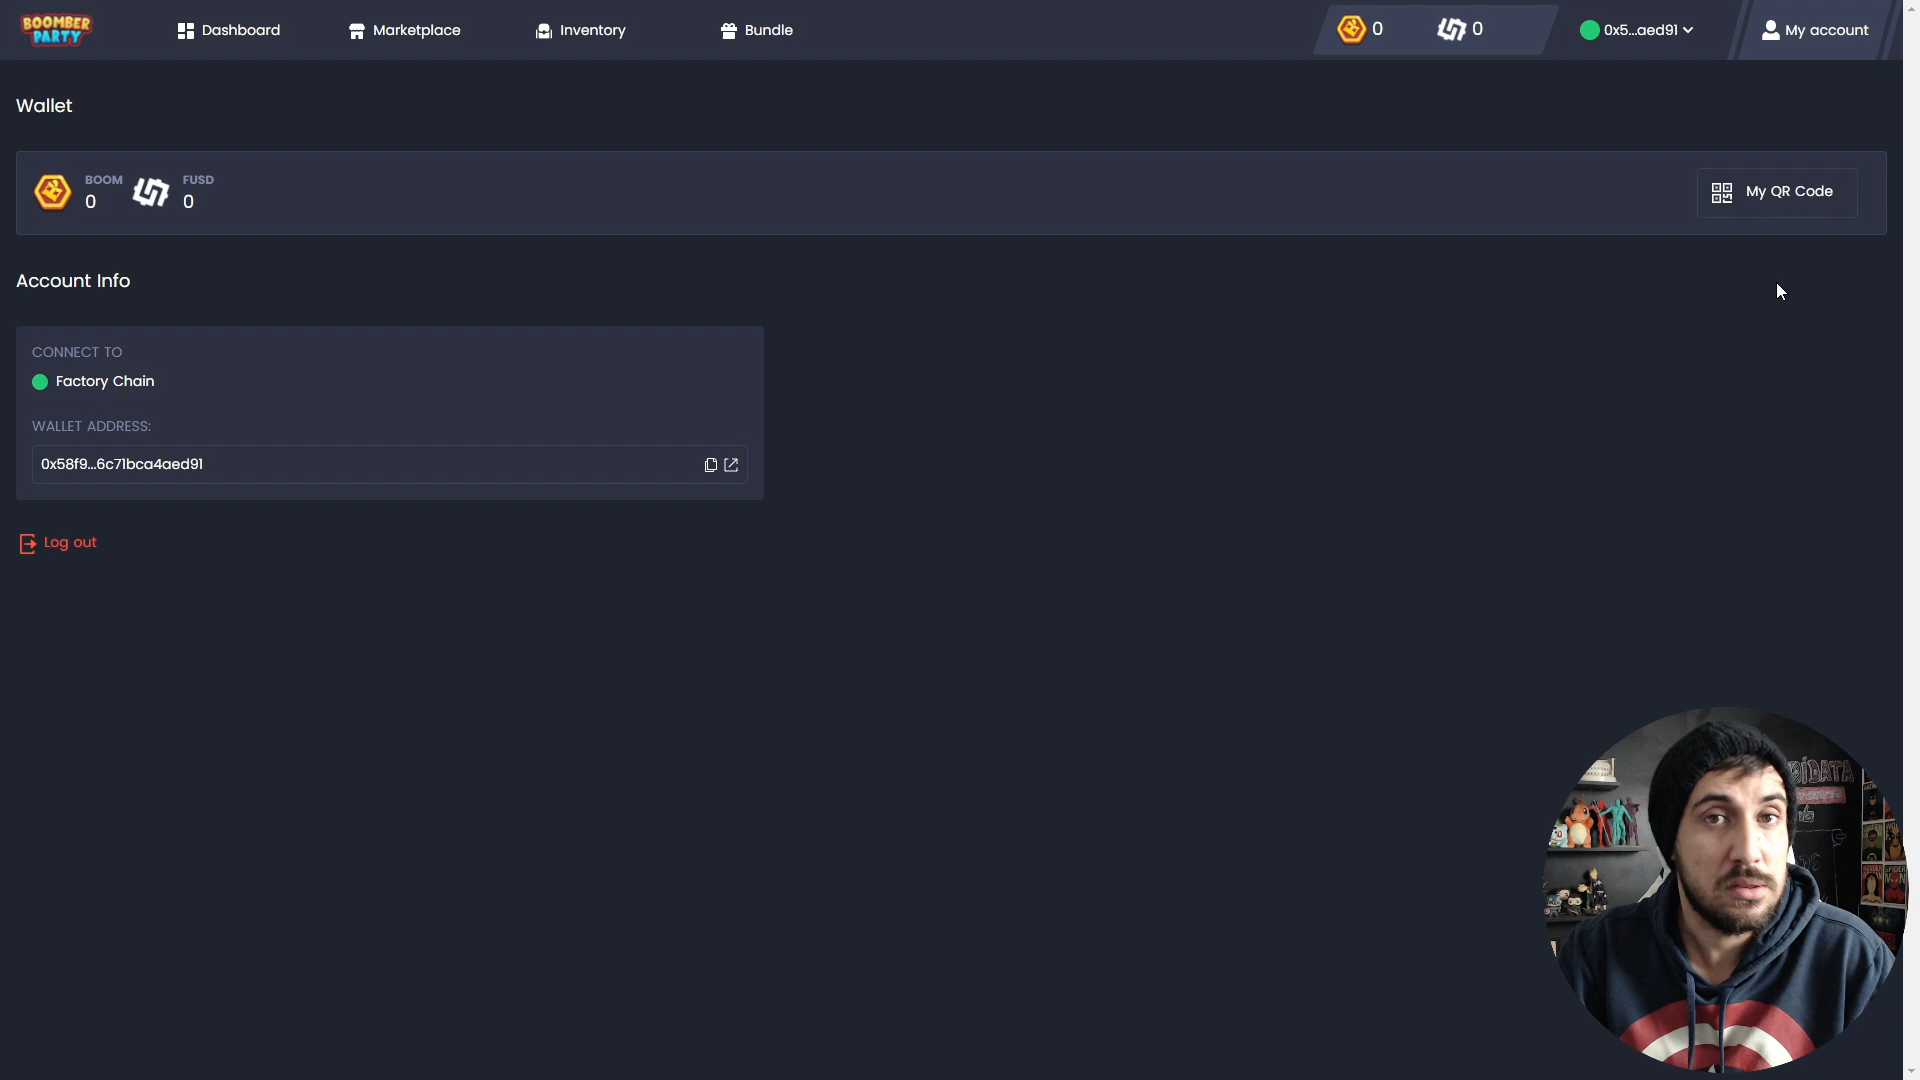 BOOMBER
PARTY
Dashboard
Marketplace
Inventory
Bundle
0
0
0x5...aed91
My account
Wallet
BOOM
0
FUSD
0
My QR Code
Account Info
CONNECT TO
Factory Chain
WALLET ADDRESS:
0x58f9...6c71bca4aed91
Log out